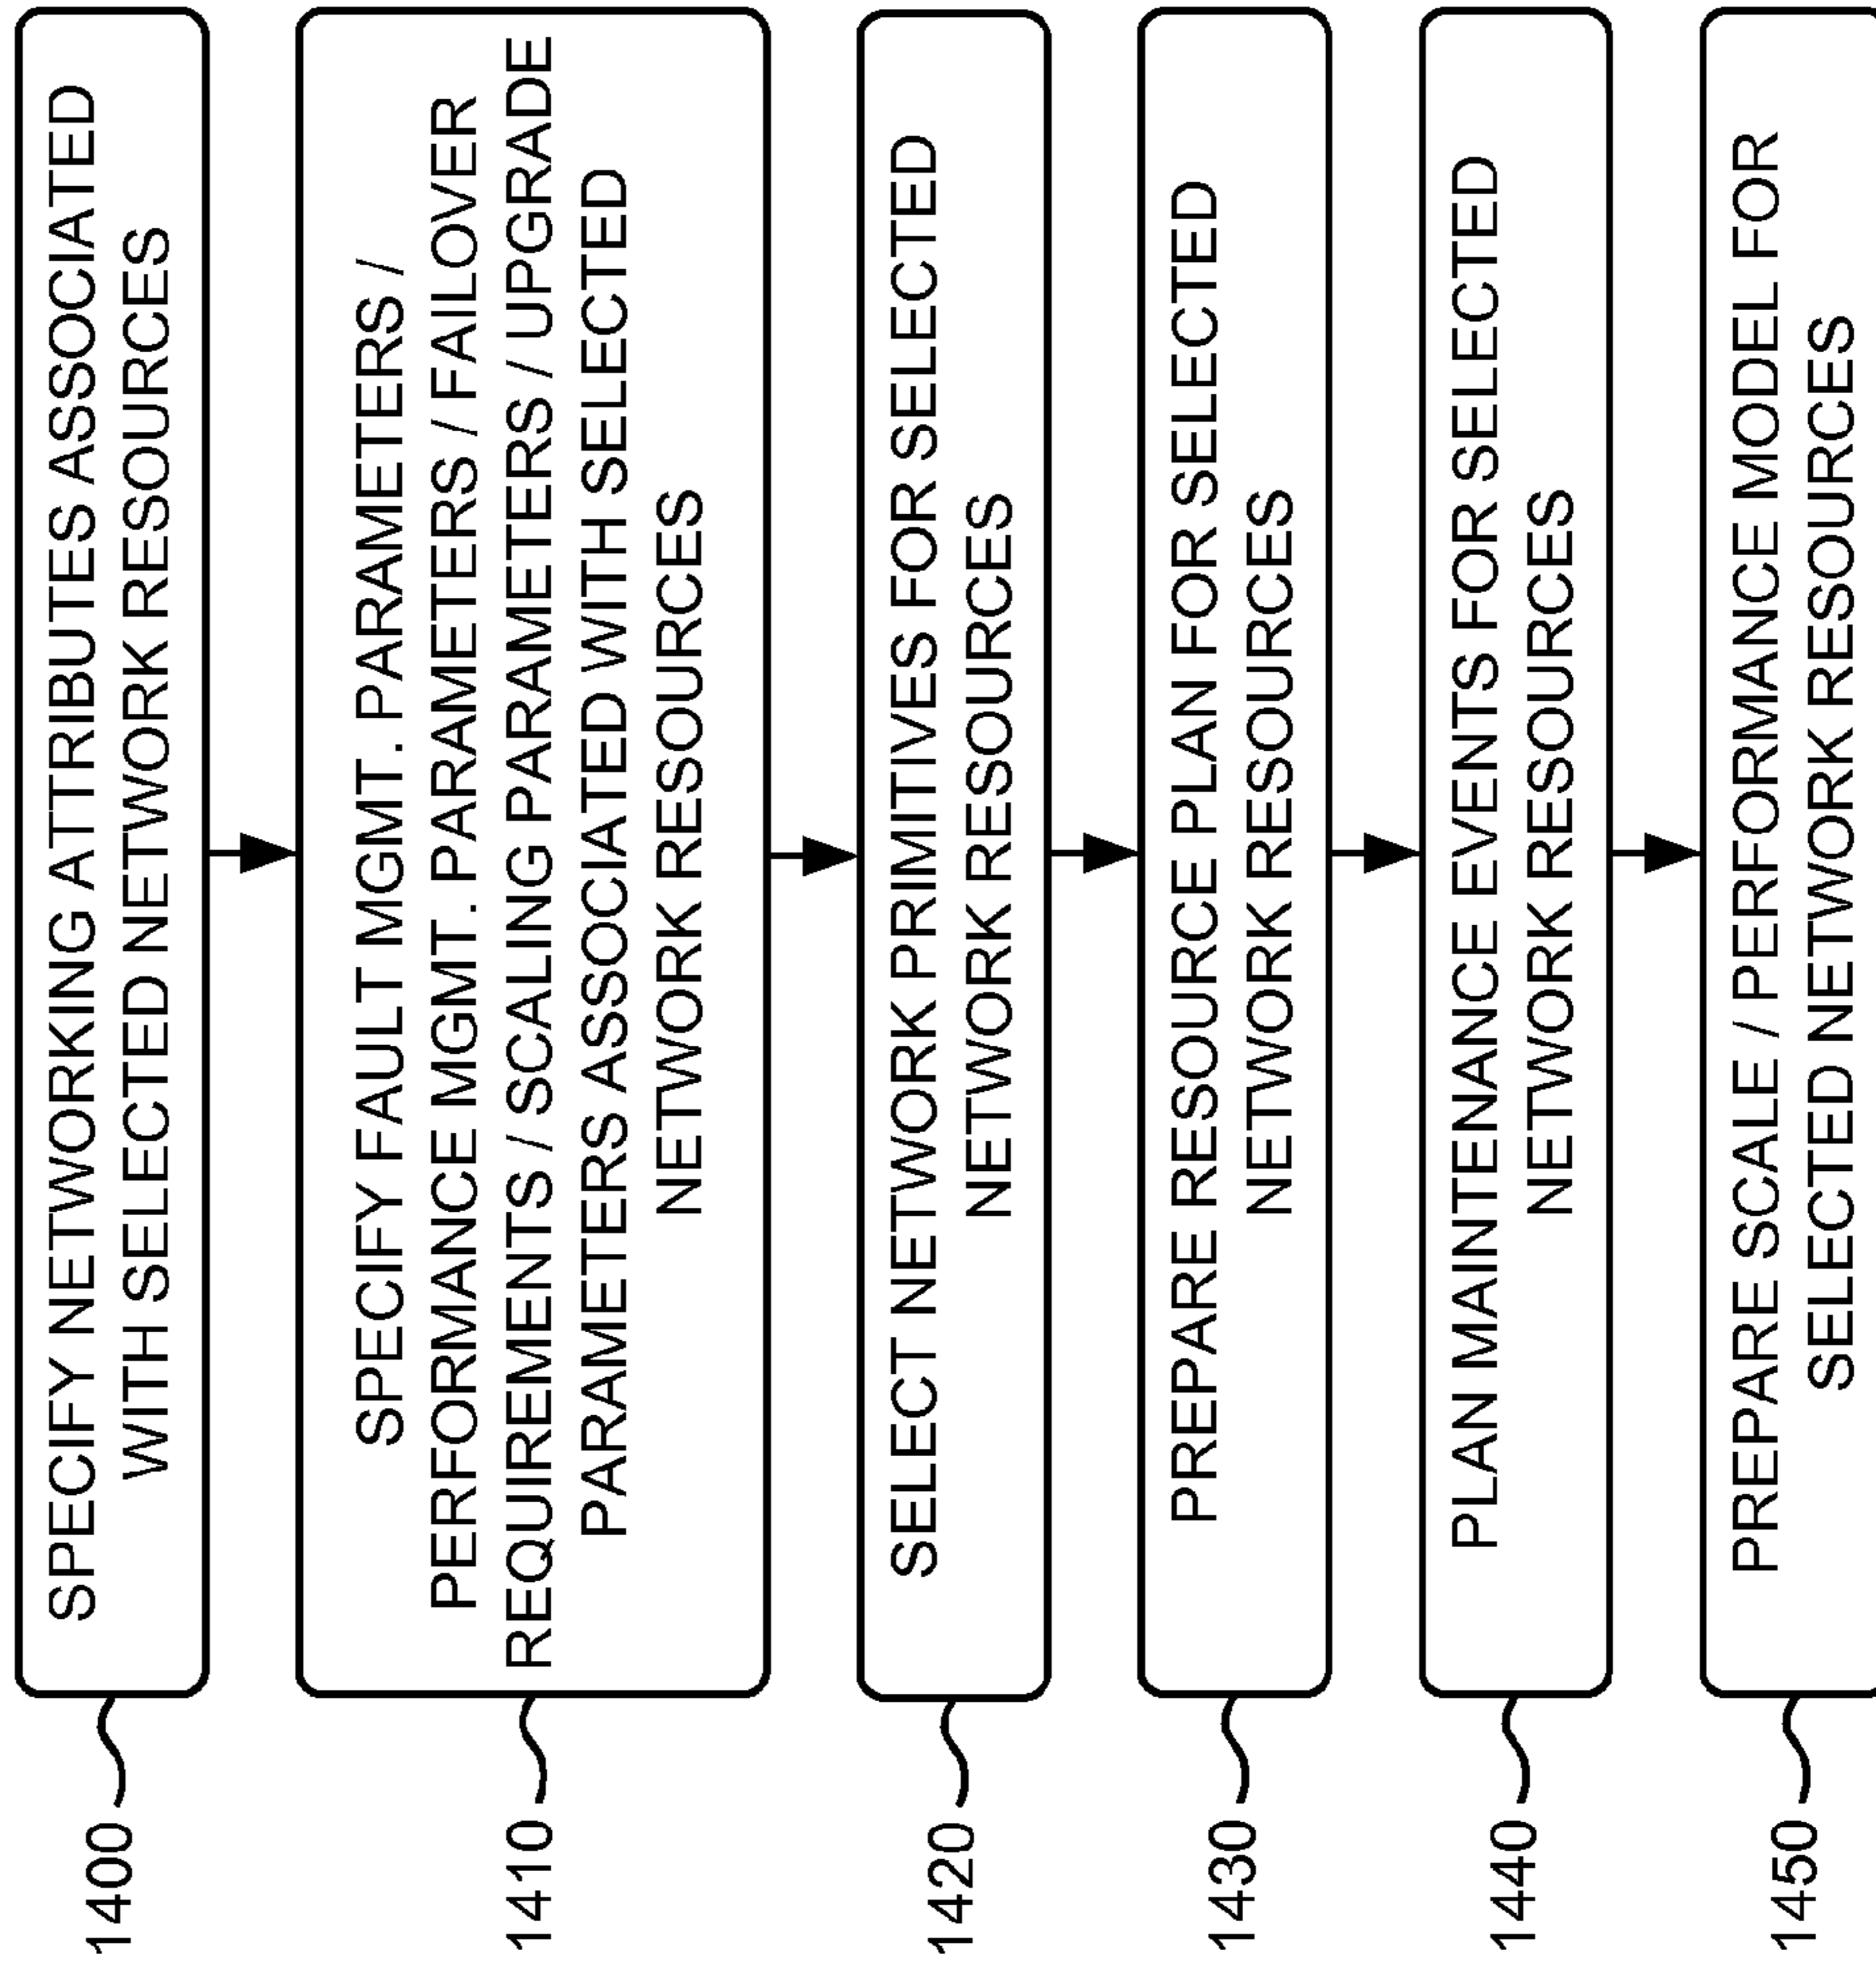 1400
SPECIFY NETWORKING ATTRIBUTES ASSOCIATED
WITH SELECTED NETWORK RESOURCES
1410
SPECIFY FAULT MGMT. PARAMETERS /
PERFORMANCE MGMT. PARAMETERS / FAILOVER
REQUIREMENTS / SCALING PARAMETERS / UPGRADE
PARAMETERS ASSOCIATED WITH SELECTED
NETWORK RESOURCES
1420
SELECT NETWORK PRIMITIVES FOR SELECTED
NETWORK RESOURCES
1430
PREPARE RESOURCE PLAN FOR SELECTED
NETWORK RESOURCES
1440
PLAN MAINTENANCE EVENTS FOR SELECTED
NETWORK RESOURCES
1450
PREPARE SCALE / PERFORMANCE MODEL FOR
SELECTED NETWORK RESOURCES